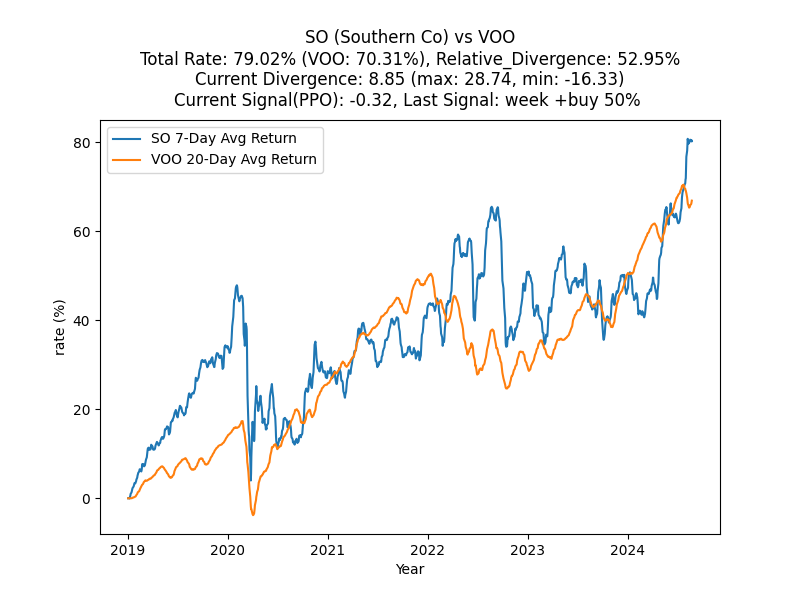 SO (Southern Co) vs VOO
Total Rate: 79.02% (VOO: 70.31%), Relative_Divergence: 52.95%
Current Divergence: 8.85 (max: 28.74, min: -16.33)
Current Signal(PPO): -0.32, Last Signal: week +buy 50%
SO 7-Day Avg Return
VOO 20-Day Avg Return
rate (%)
80
60
40
20
0
2019 2020 2021 2022 2023 2024
Year